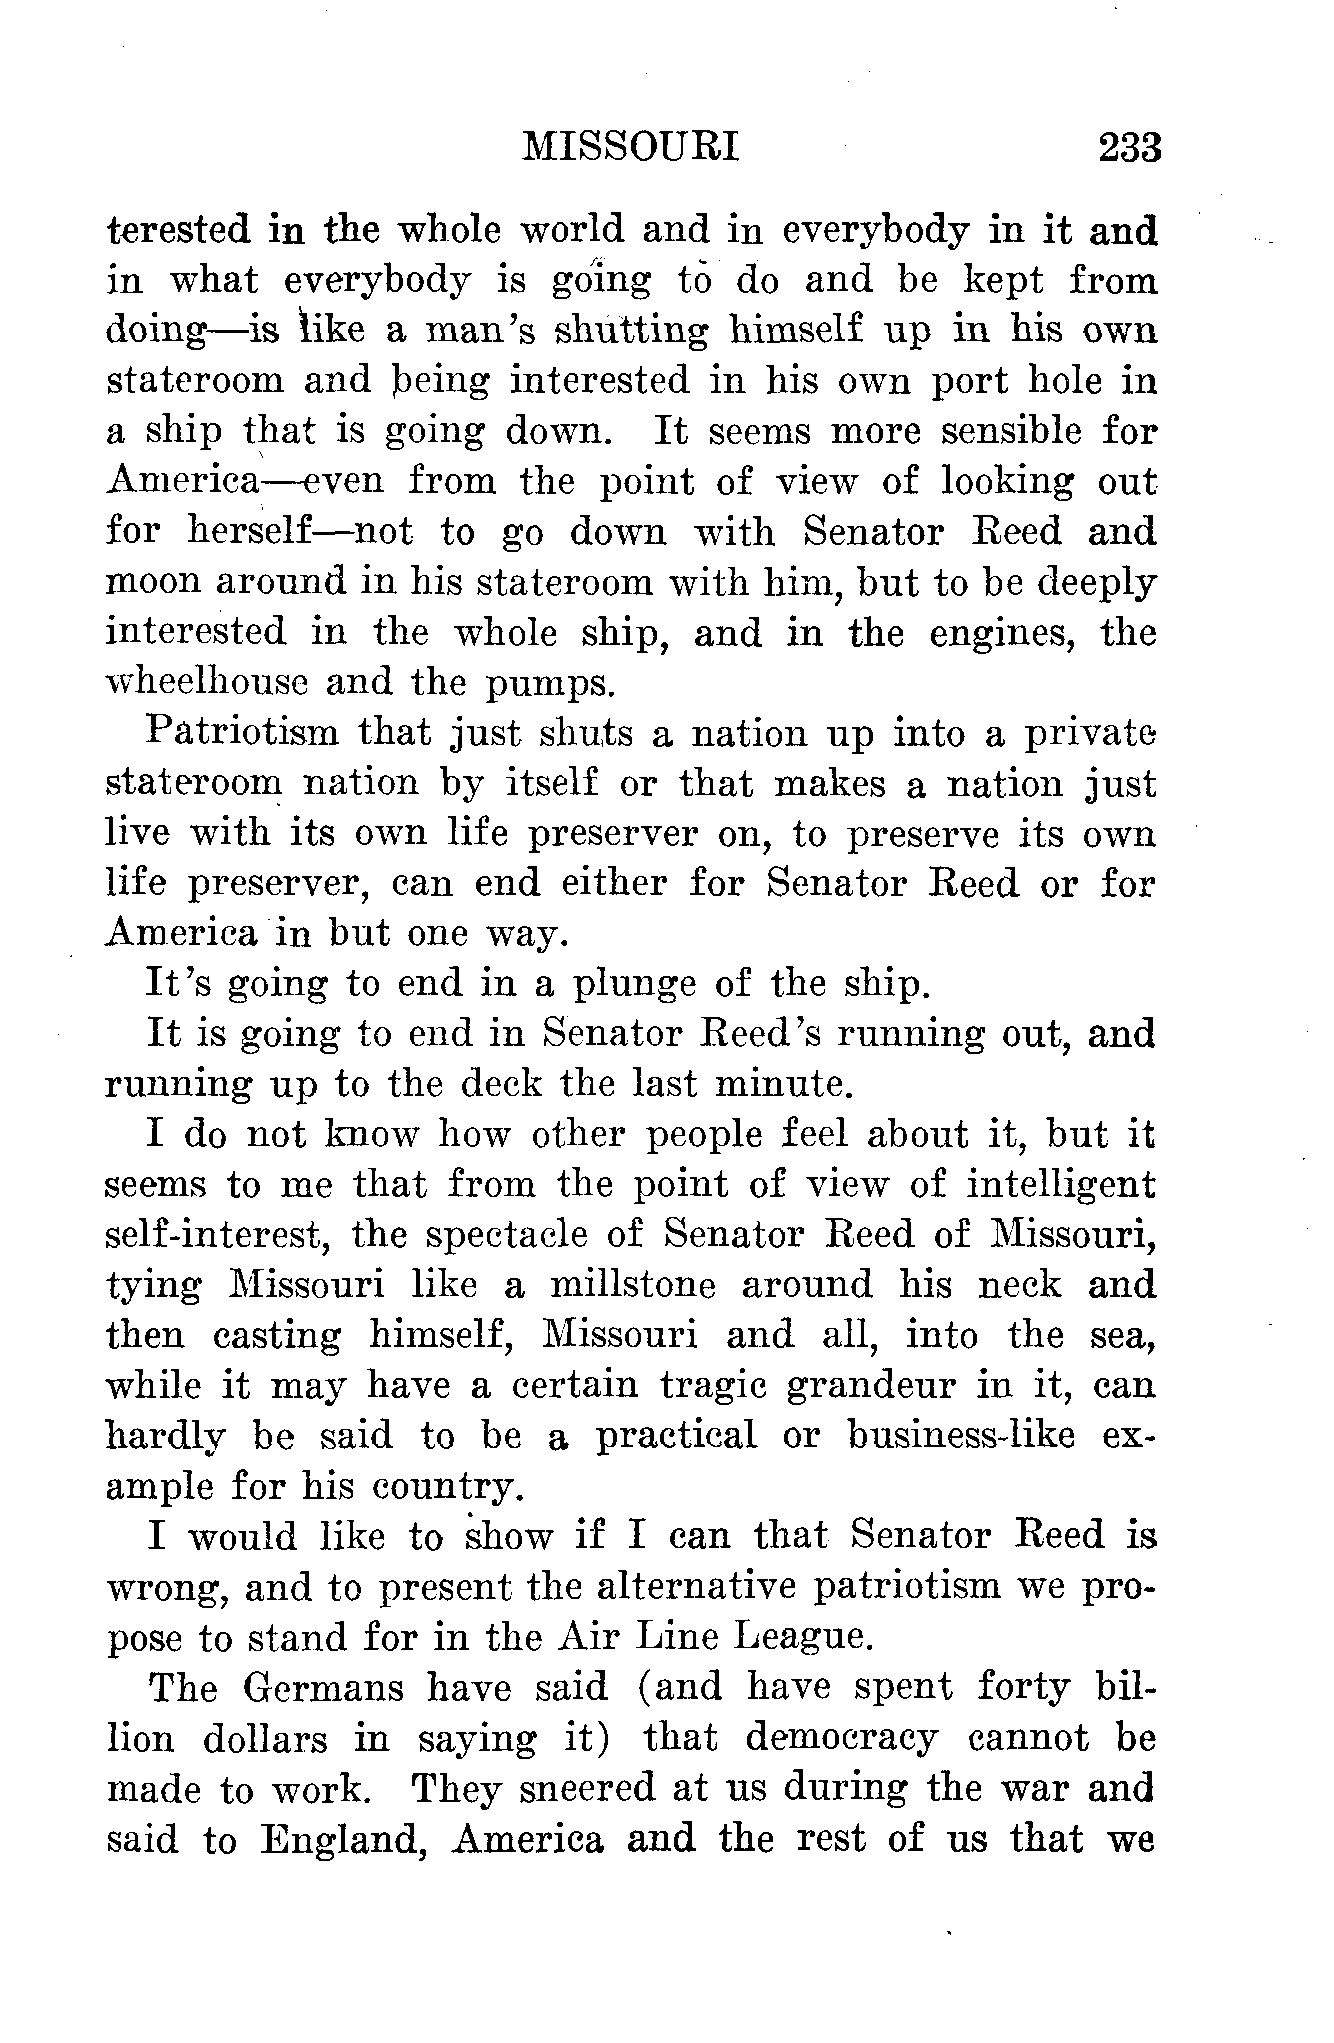 MISSOURI 233
terested in the whole world and in everybody in it and
in what everybody is going to do and be kept from
doing—is like a man's shutting himself up in his own
stateroom and being interested in his own port hole in
a ship that is going down. It seems more sensible for
America—even from the point of view of looking out
for herself—not to go down with Senator Reed and
moon around in his stateroom with him, but to be deeply
interested in the whole ship, and in the engines, the
wheelhouse and the pumps.
Patriotism that just shuts a nation up into a private
stateroom nation by itself or that makes a nation just
live with its own life preserver on, to preserve its own
life preserver, can end either for Senator Reed or for
America in but one way.
It's going to end in a plunge of the ship.
It is going to end in Senator Reed's running out, and
running up to the deck the last minute.
I do not know how other people feel about it, but it
seems to me that from the point of view of intelligent
self-interest, the spectacle of Senator Reed of Missouri,
tying Missouri like a millstone around his neck and
then casting himself, Missouri and all, into the sea,
while it may have a certain tragic grandeur in it, can
hardly be said to be a practical or business-like ex-
ample for his country.
I would like to show if I can that Senator Reed is
wrong, and to present the alternative patriotism we pro-
pose to stand for in the Air Line League.
The Germans have said (and have spent forty bil-
lion dollars in saying it) that democracy cannot be
made to work. They sneered at us during the war and
said to England, America and the rest of us that we